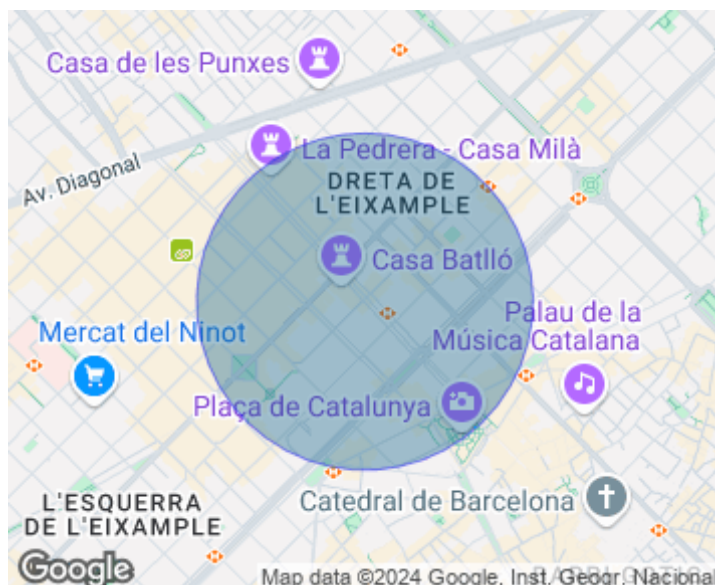 Casa de les Punxes
La Pedrera - Casa Milà
DRETA DE
L'EIXAMPLE
Av. Diagonal
Casa Batlló
Palau de la
Música Catalana
Mercat del Ninot
Plaça de Catalunya
L'ESQUERRA
DE L'EIXAMPLE
Catedral de Barcelona
Google
Map data ©2024 Google, Inst. Geogr. Nacional